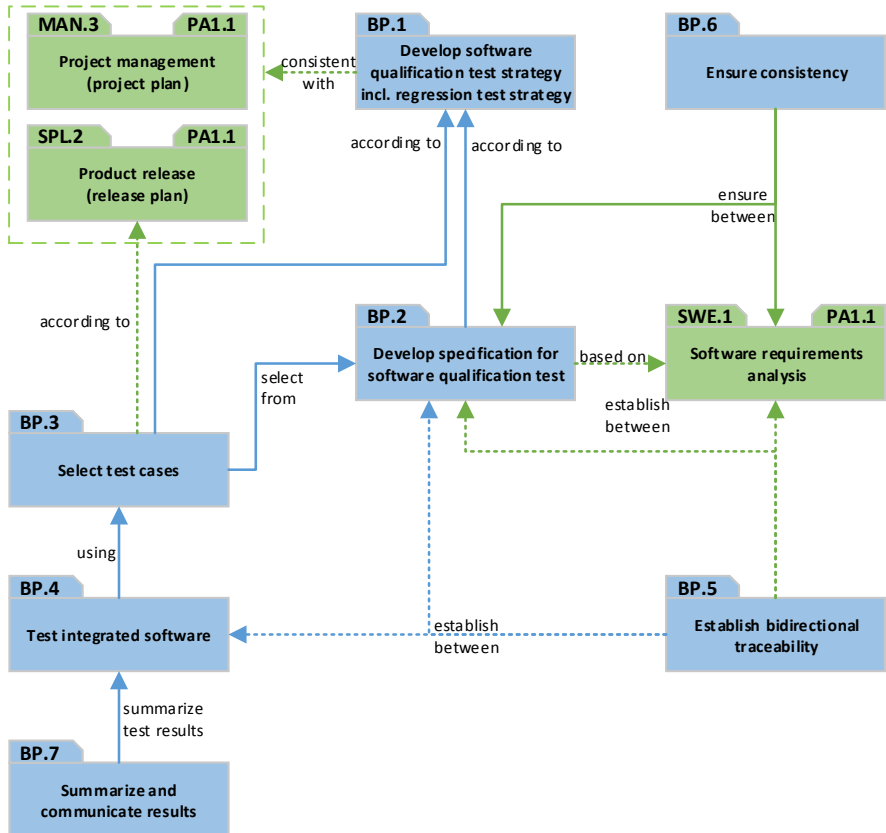 MAN.3 PA1.1
Project management
(project plan)
SPL.2 PA1.1
Product release
(release plan)
consistent
with
BP.1
Develop software
qualification test strategy
incl. regression test strategy
BP.6
Ensure consistency
according to
according to
ensure
between
according to
BP.2
Develop specification for
software qualification test
based on
SWE.1 PA1.1
Software requirements
analysis
select
from
establish
between
BP.3
Select test cases
using
BP.4
Test integrated software
establish
between
BP.5
Establish bidirectional
traceability
summarize
test results
BP.7
Summarize and
communicate results